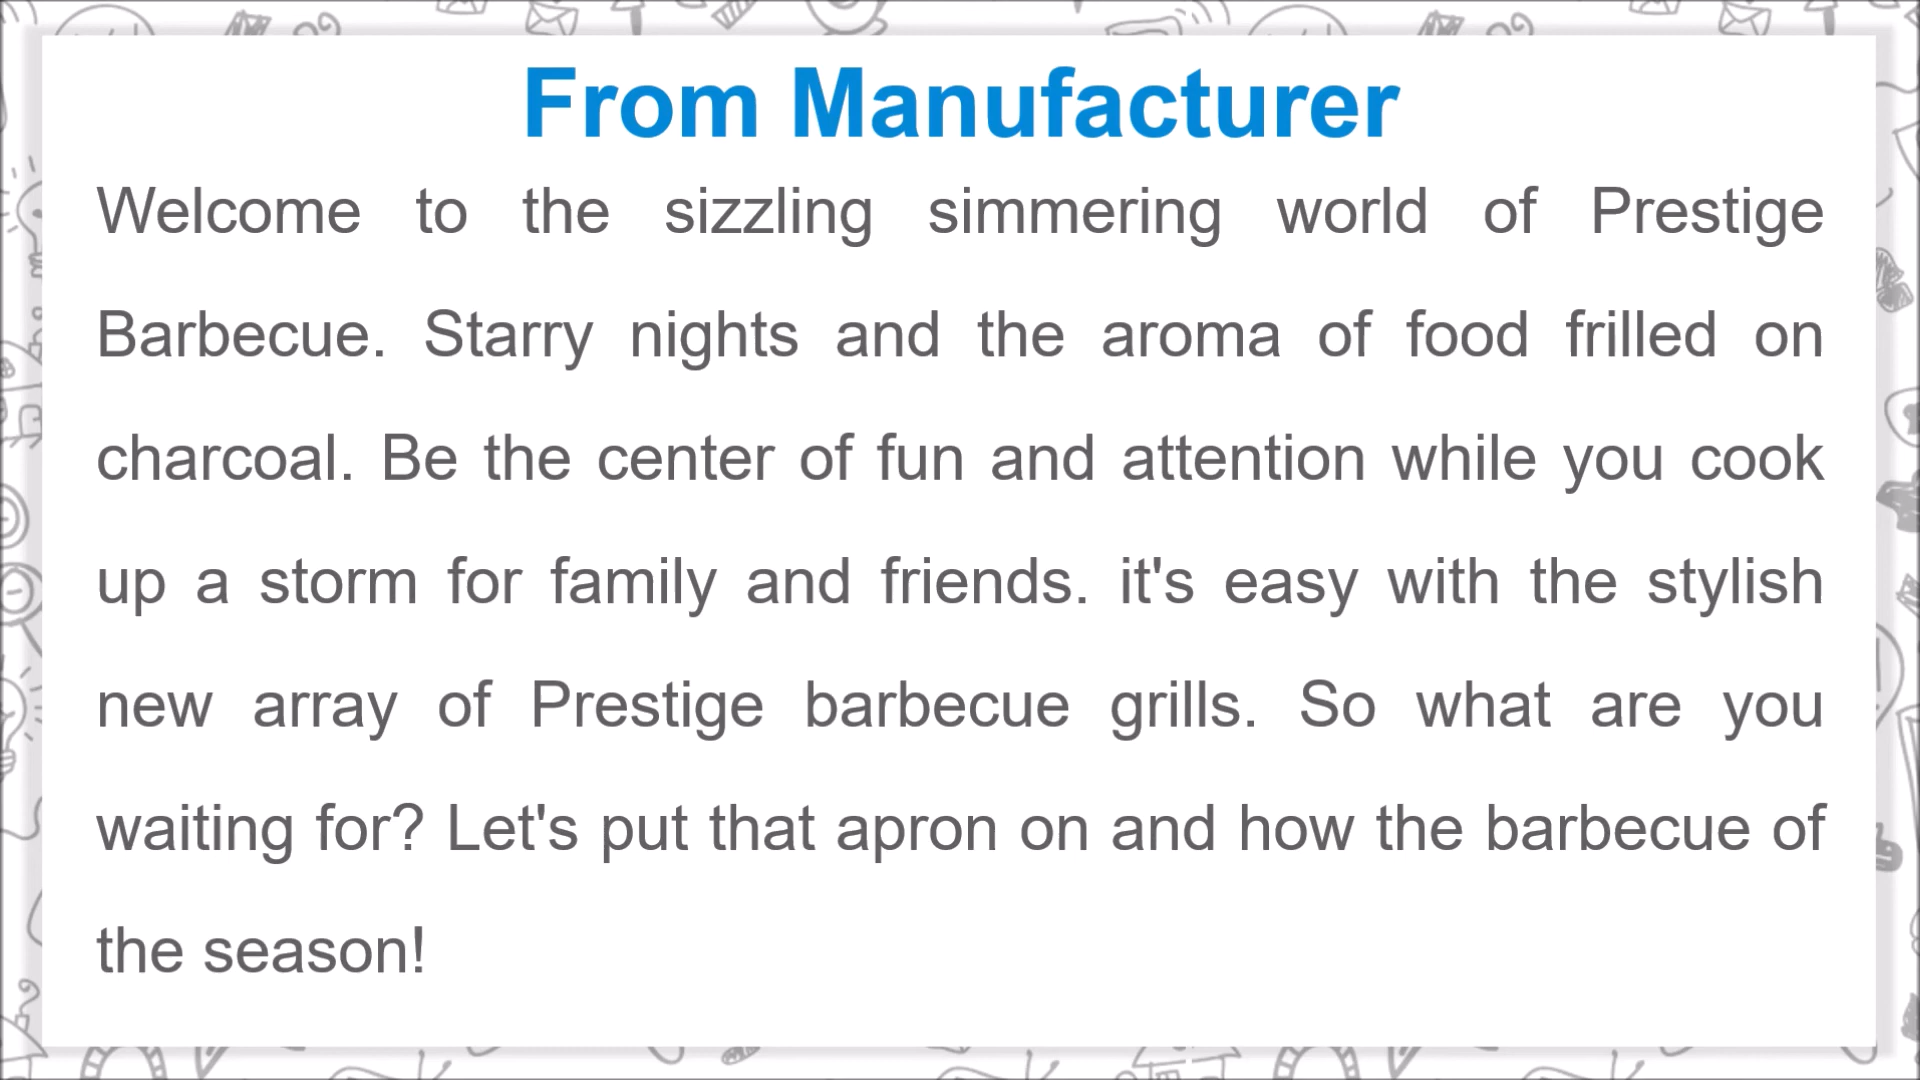 From Manufacturer
Welcome to the sizzling simmering world of Prestige
Barbecue. Starry nights and the aroma of food frilled on
charcoal. Be the center of fun and attention while you cook
up a storm for family and friends. it's easy with the stylish
new array of Prestige barbecue grills. So what are you
waiting for? Let's put that apron on and how the barbecue of
the season!